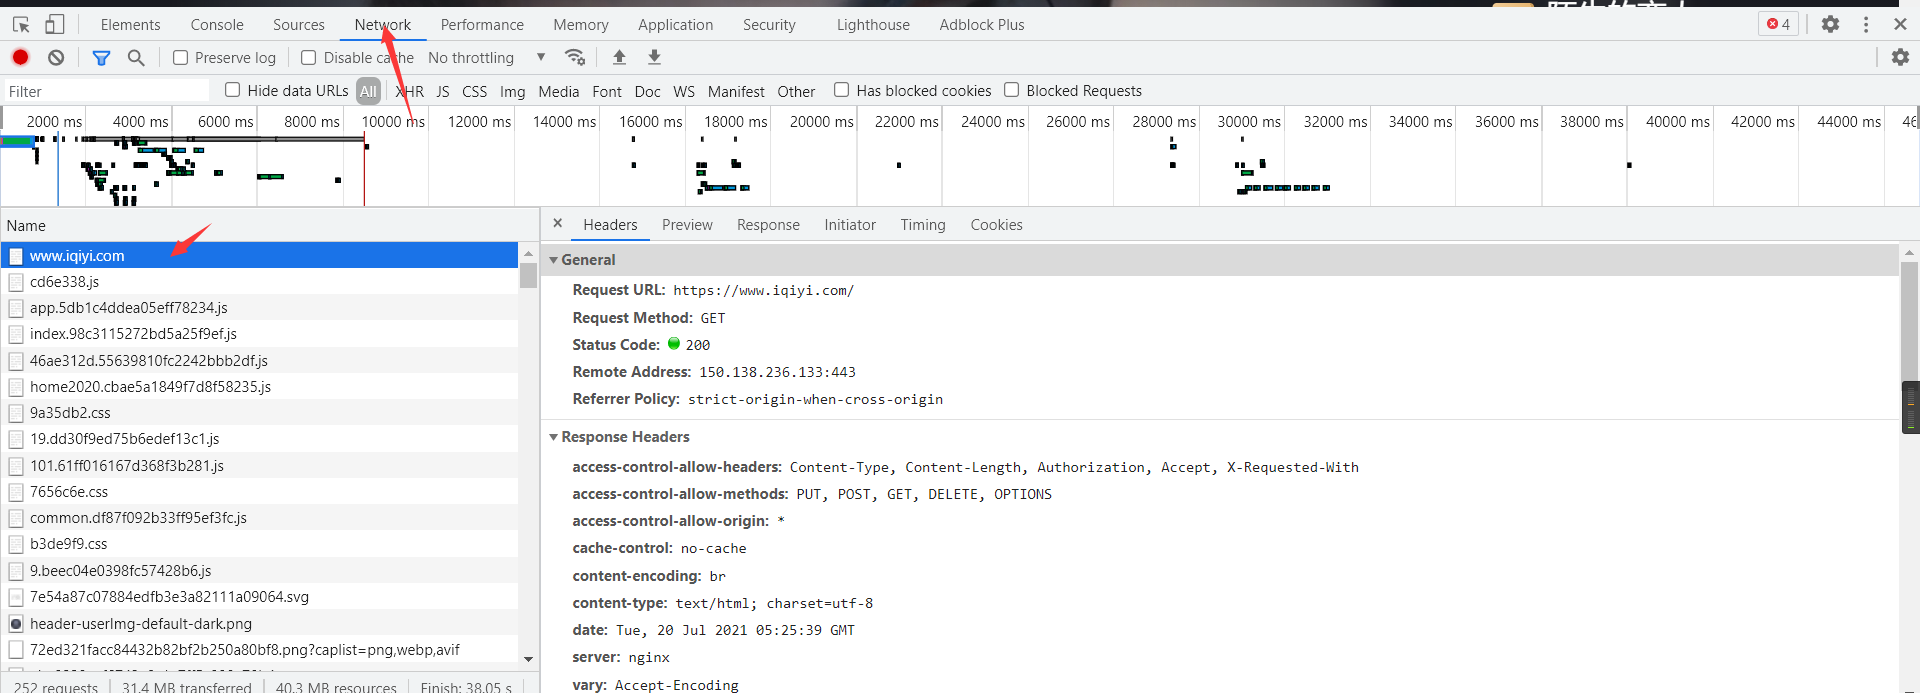 Elements Console Sources Network Performance Memory Application Security Lighthouse Adblock Plus 4
Preserve log Disable cache No throttling
Filter Hide data URLs All XHR JS CSS Img Media Font Doc WS Manifest Other Has blocked cookies Blocked Requests
2000 ms 4000 ms 6000 ms 8000 ms 10000 ms 12000 ms 14000 ms 16000 ms 18000 ms 20000 ms 22000 ms 24000 ms 26000 ms 28000 ms 30000 ms 32000 ms 34000 ms 36000 ms 38000 ms 40000 ms 42000 ms 44000 ms
Name
www.iqiyi.com
cd6e338.js
app.5db1c4ddea05eff78234.js
index.98c3115272bd5a25f9ef.js
46ae312d.55639810fc2242bbb2df.js
home2020.cbae5a1849f7d8f58235.js
9a35db2.css
19.dd30f9ed75b6edef13c1.js
101.61ff016167d368f3b281.js
7656c6e.css
common.df87f092b33ff95ef3fc.js
b3de9f9.css
9.beec04e0398fc57428b6.js
7e54a87c07884edfb3e3a82111a09064.svg
header-userImg-default-dark.png
72ed321facc84432b82bf2b250a80bf8.png?caplist=png,webp,avif
252 requests 31.4 MB transferred 40.3 MB resources Finish: 38.05 s
Headers Preview Response Initiator Timing Cookies
General
Request URL: https://www.iqiyi.com/
Request Method: GET
Status Code: 200
Remote Address: 150.138.236.133:443
Referrer Policy: strict-origin-when-cross-origin
Response Headers
access-control-allow-headers: Content-Type, Content-Length, Authorization, Accept, X-Requested-With
access-control-allow-methods: PUT, POST, GET, DELETE, OPTIONS
access-control-allow-origin: *
cache-control: no-cache
content-encoding: br
content-type: text/html; charset=utf-8
date: Tue, 20 Jul 2021 05:25:39 GMT
server: nginx
vary: Accept-Encoding